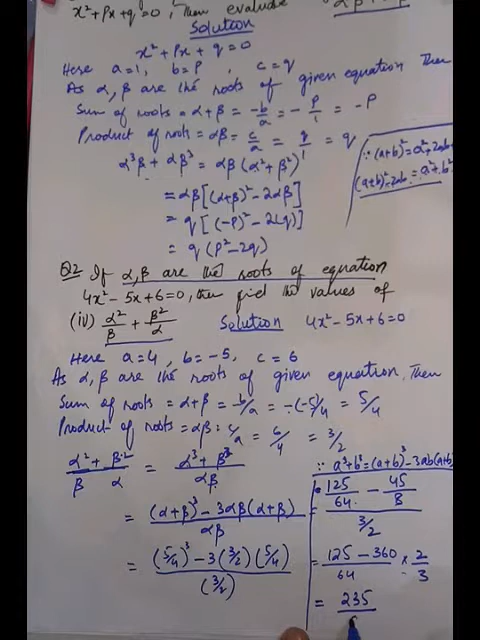 x²+px+q=0, Then evaluate
Solution
x²+px+q=0
Here a=1, b=p, c=q
As α,β are the roots of given equation Then
Sum of roots = α+β = -b/a = -p/1 = -p
Product of root = αβ = c/a = q/1 = q
α³β + αβ³ = αβ(α²+β²)
∵(a+b)²=a²+2ab
(a+b)²-2ab=a²+b²
= αβ[(α+β)²-2αβ]
= q[(-p)²-2(q)]
= q(p²-2q)
Q2 If α,β are the roots of equation
4x²-5x+6=0, then find the values of
(iv) α²/β + β²/α Solution 4x²-5x+6=0
Here a=4, b=-5, c=6
As α,β are the roots of given equation, Then
Sum of roots = α+β = -b/a = -(-5)/4 = 5/4
Product of roots = αβ = c/a = 6/4 = 3/2
α²/β + β²/α = (α³+β³)/αβ
= ((α+β)³-3αβ(α+β))/αβ
= ((5/4)³-3(3/2)(5/4))/(3/2)
∵ a³+b³=(a+b)³-3ab(a+b)
= (125/64 - 45/8)/(3/2)
= (125-360)/64 × 2/3
= 235